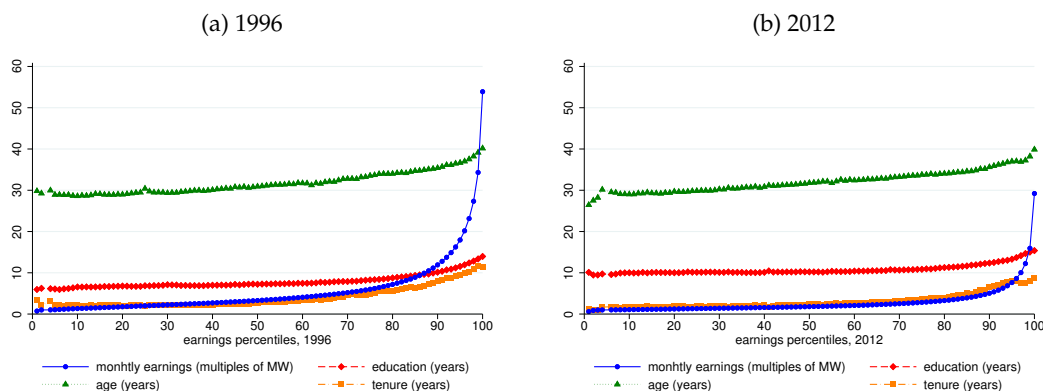 (a) 1996
60
50
40
30
20
10
0
0 10 20 30 40 50 60 70 80 90 100
earnings percentiles, 1996
monhtly earnings (multiples of MW)
education (years)
age (years)
tenure (years)
(b) 2012
60
50
40
30
20
10
0
0 10 20 30 40 50 60 70 80 90 100
earnings percentiles, 2012
monhtly earnings (multiples of MW)
education (years)
age (years)
tenure (years)